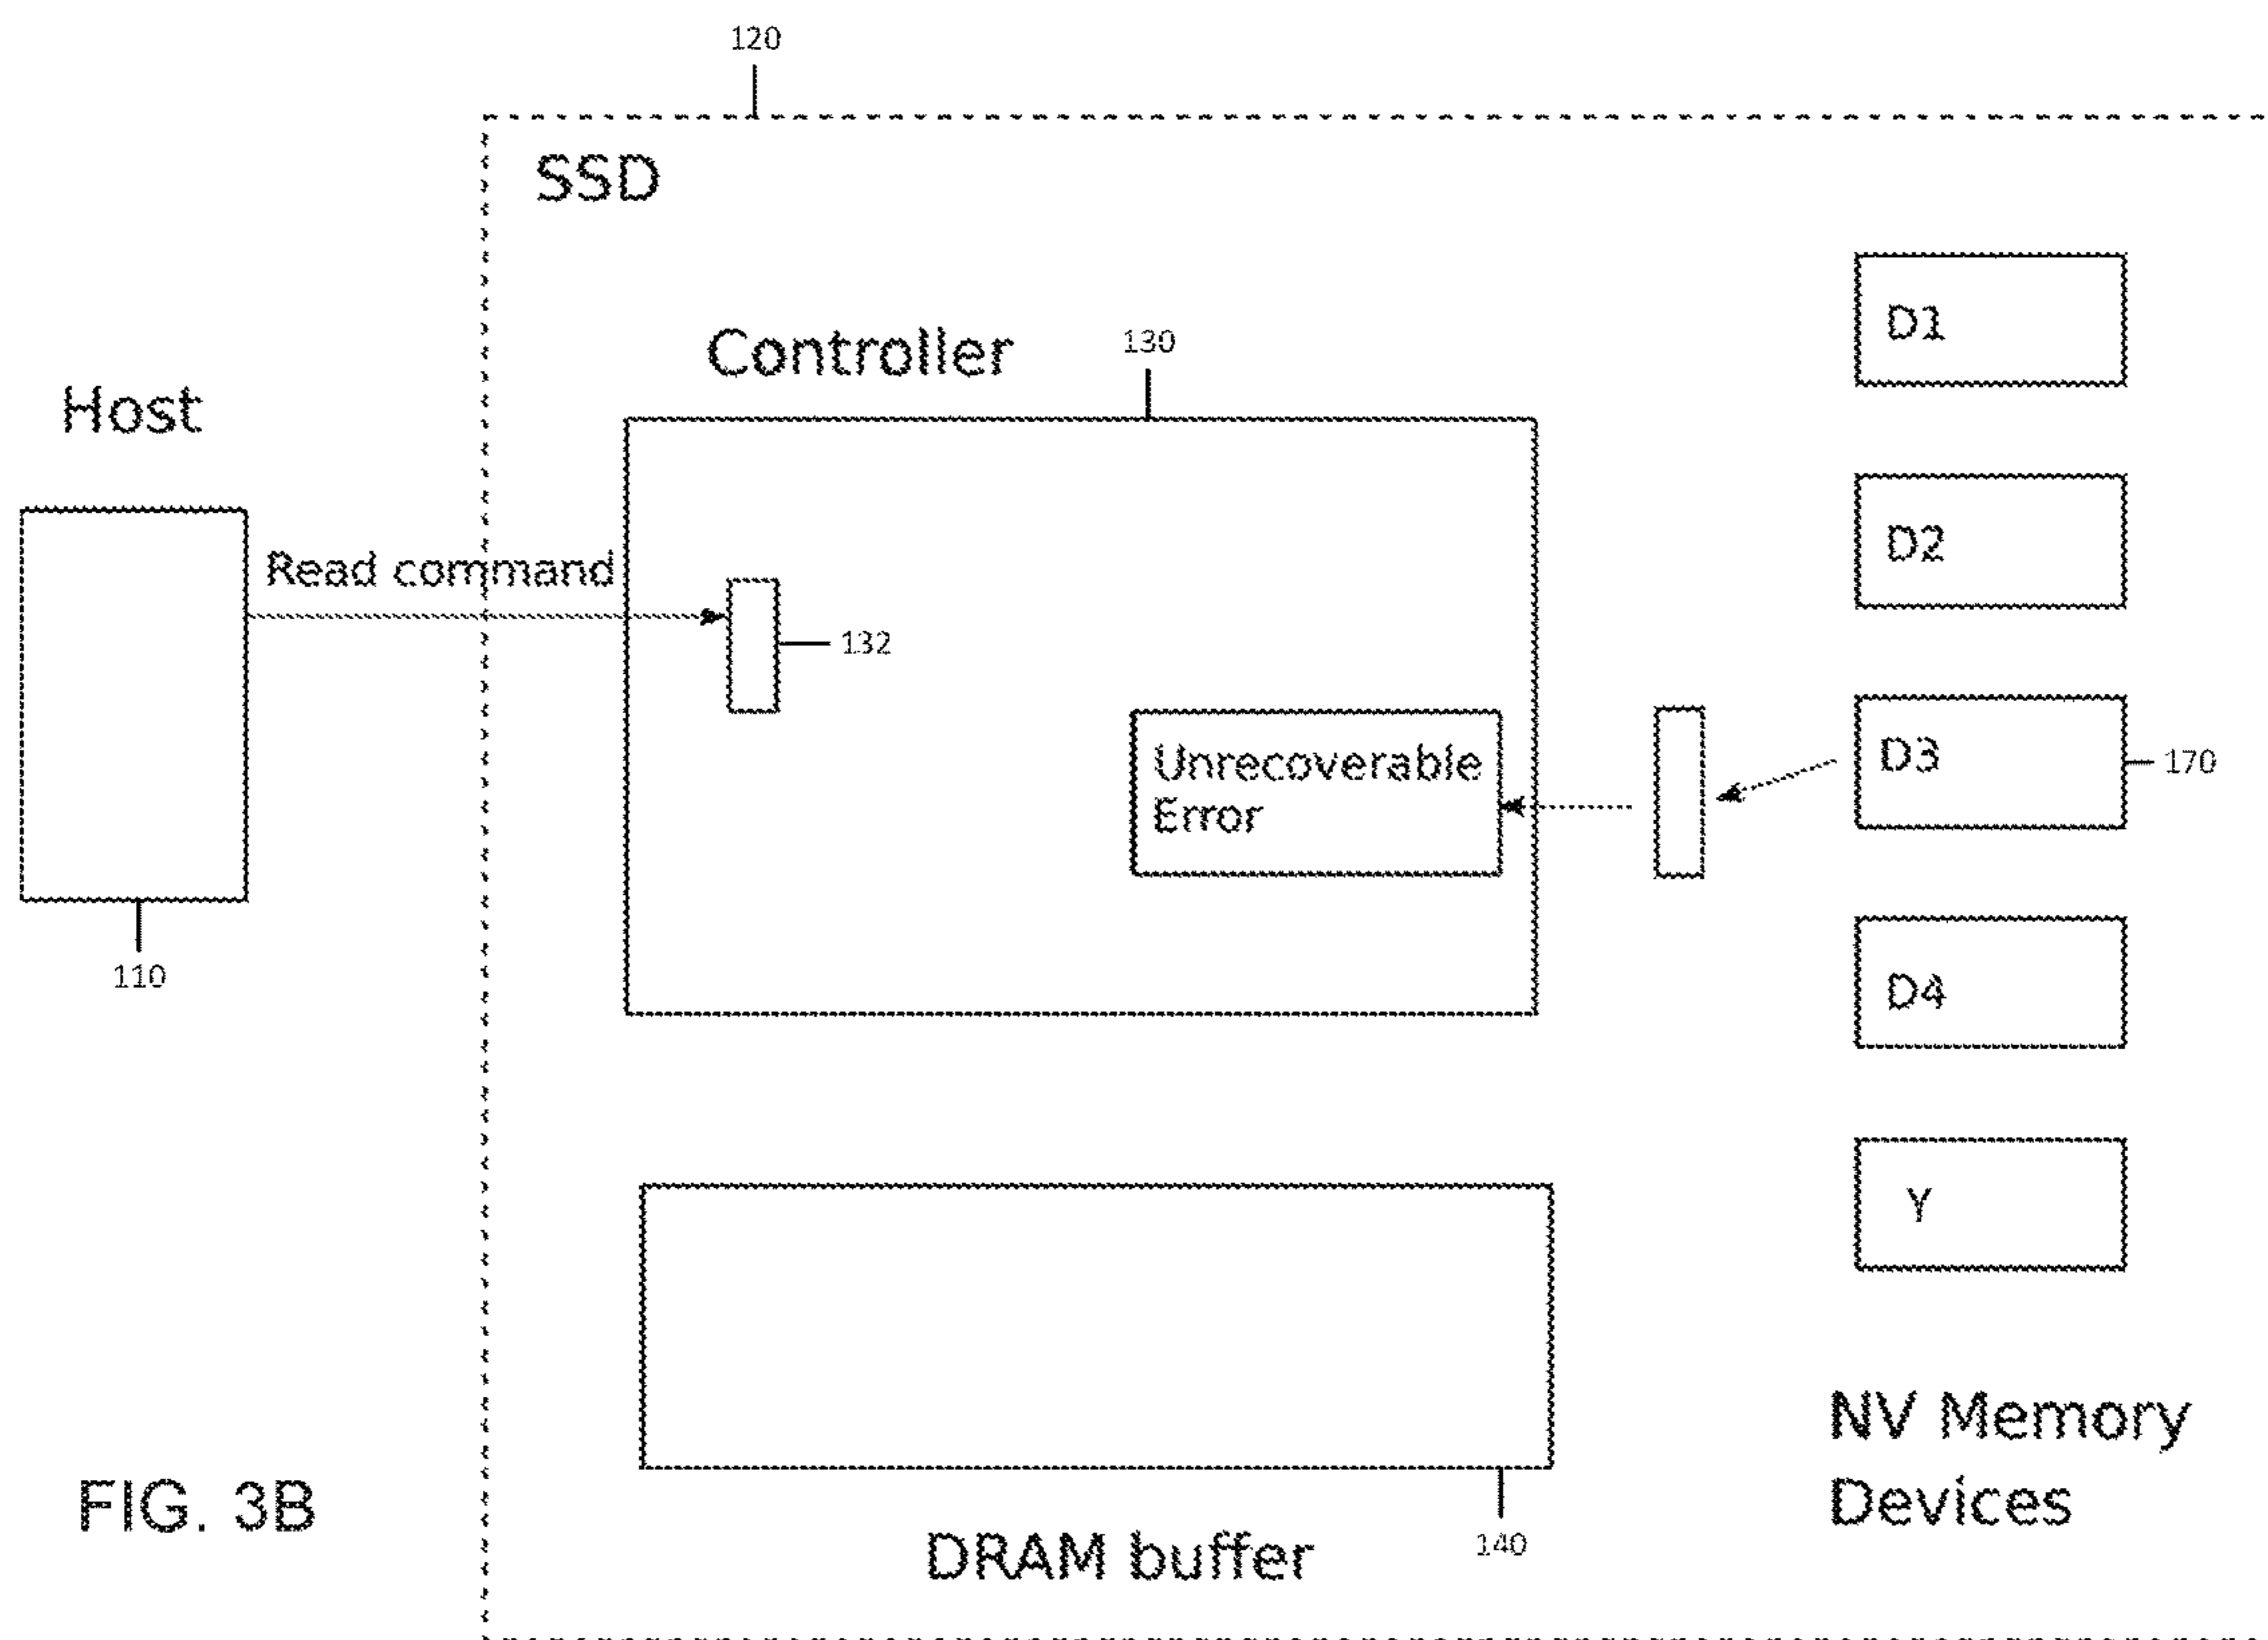 120
SSD
Controller
130
Host
Read command
132
110
Unrecoverable
Error
D1
D2
D3
170
D4
Y
NV Memory
Devices
DRAM buffer
140
FIG. 3B